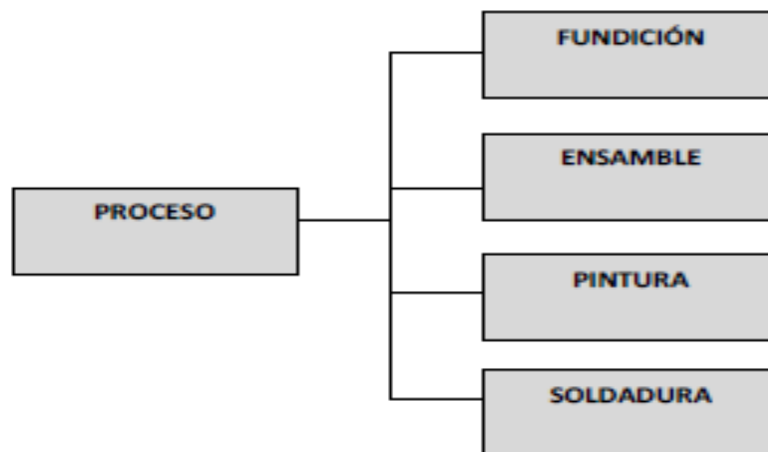 FUNDICIÓN
ENSAMBLE
PROCESO
PINTURA
SOLDADURA